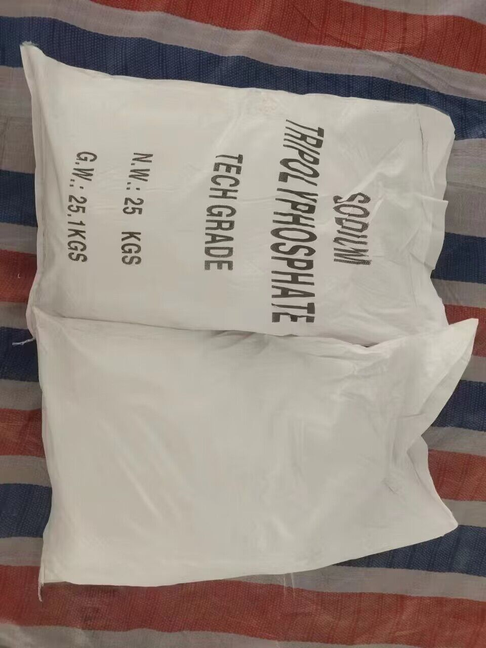 SODIUM
TRIPOLYPHOSPHATE
TECH GRADE
N.W.: 25 KGS
G.W.: 25.1KGS